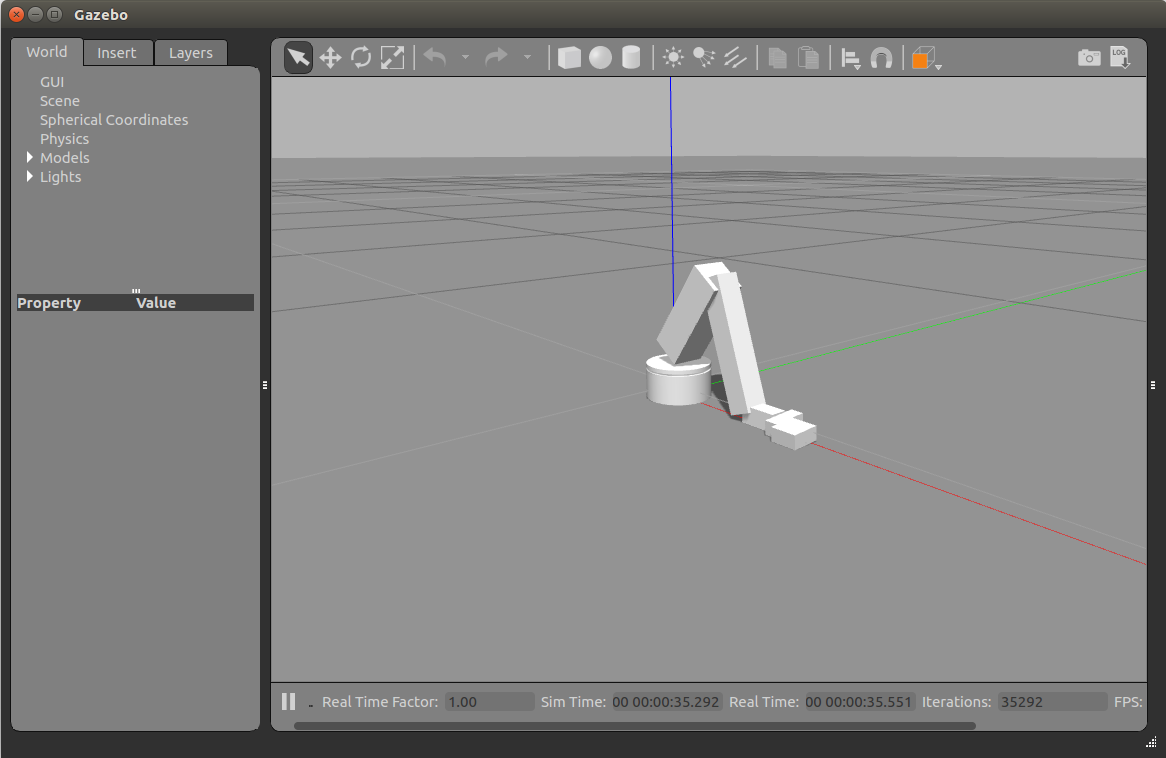 Gazebo
World Insert Layers
LOG
GUI
Scene
Spherical Coordinates
Physics
Models
Lights
Property Value
Real Time Factor: 1.00 Sim Time: 00 00:00:35.292 Real Time: 00 00:00:35.551 Iterations: 35292 FPS: